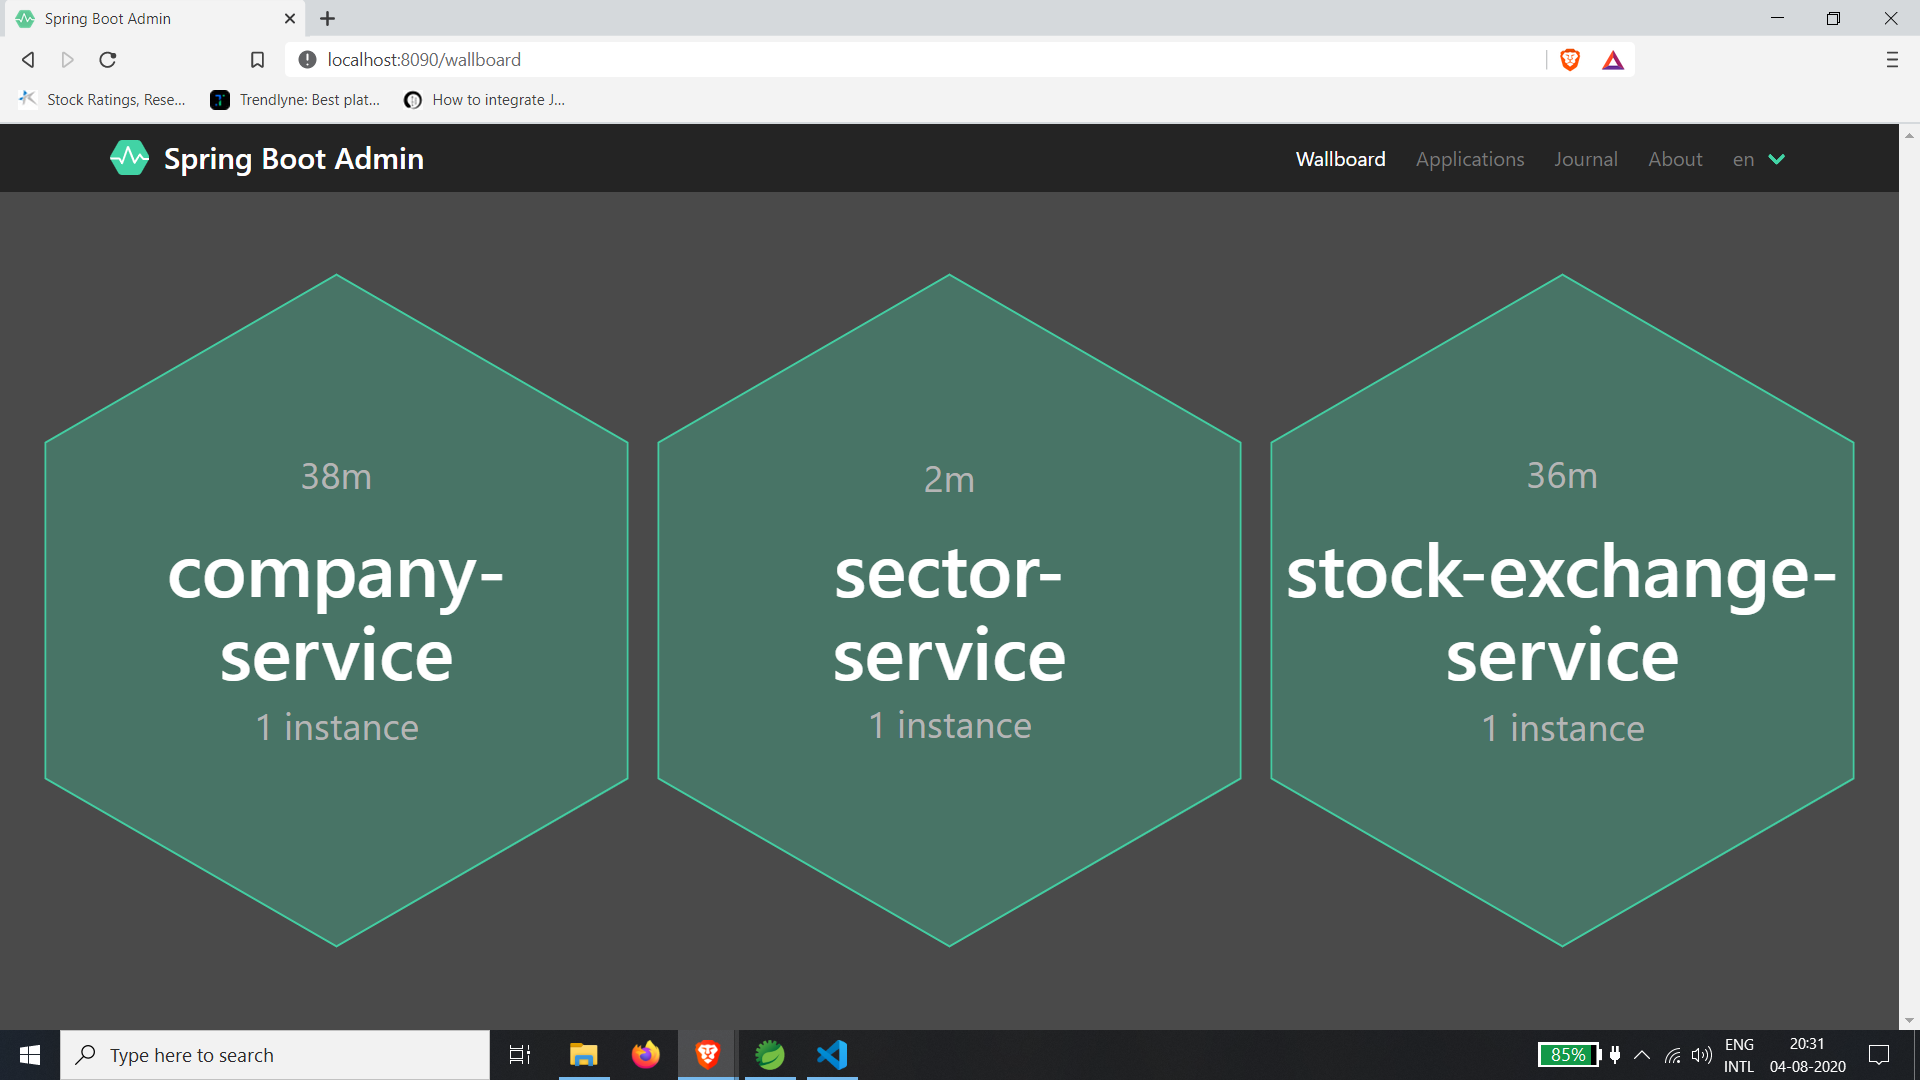 Spring Boot Admin
localhost:8090/wallboard
Stock Ratings, Rese...
Trendlyne: Best plat...
How to integrate J...
Spring Boot Admin
Wallboard
Applications
Journal
About
en
38m
company-
service
1 instance
2m
sector-
service
1 instance
36m
stock-exchange-
service
1 instance
Type here to search
85%
ENG
INTL
20:31
04-08-2020